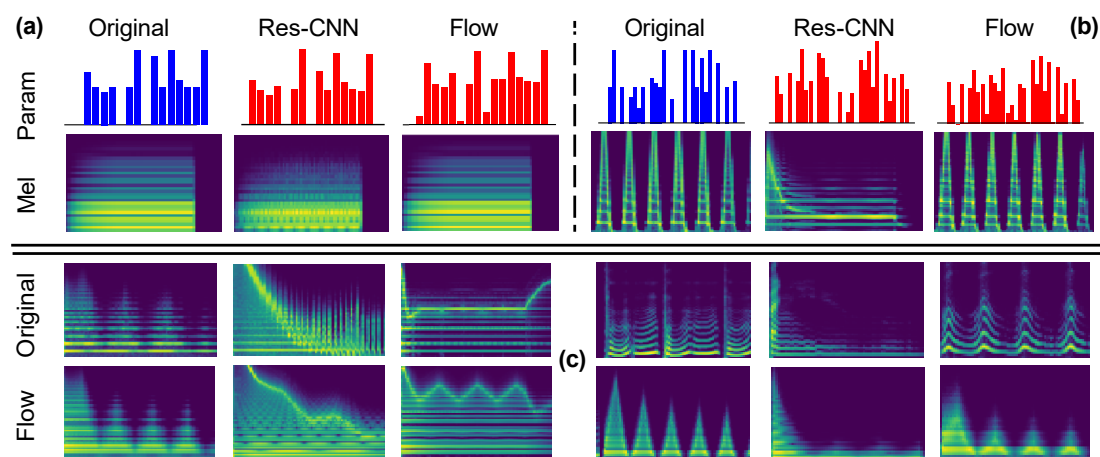 (a) Original Res-CNN Flow Original Res-CNN Flow (b)
Param
Mel
Original
(c)
Flow